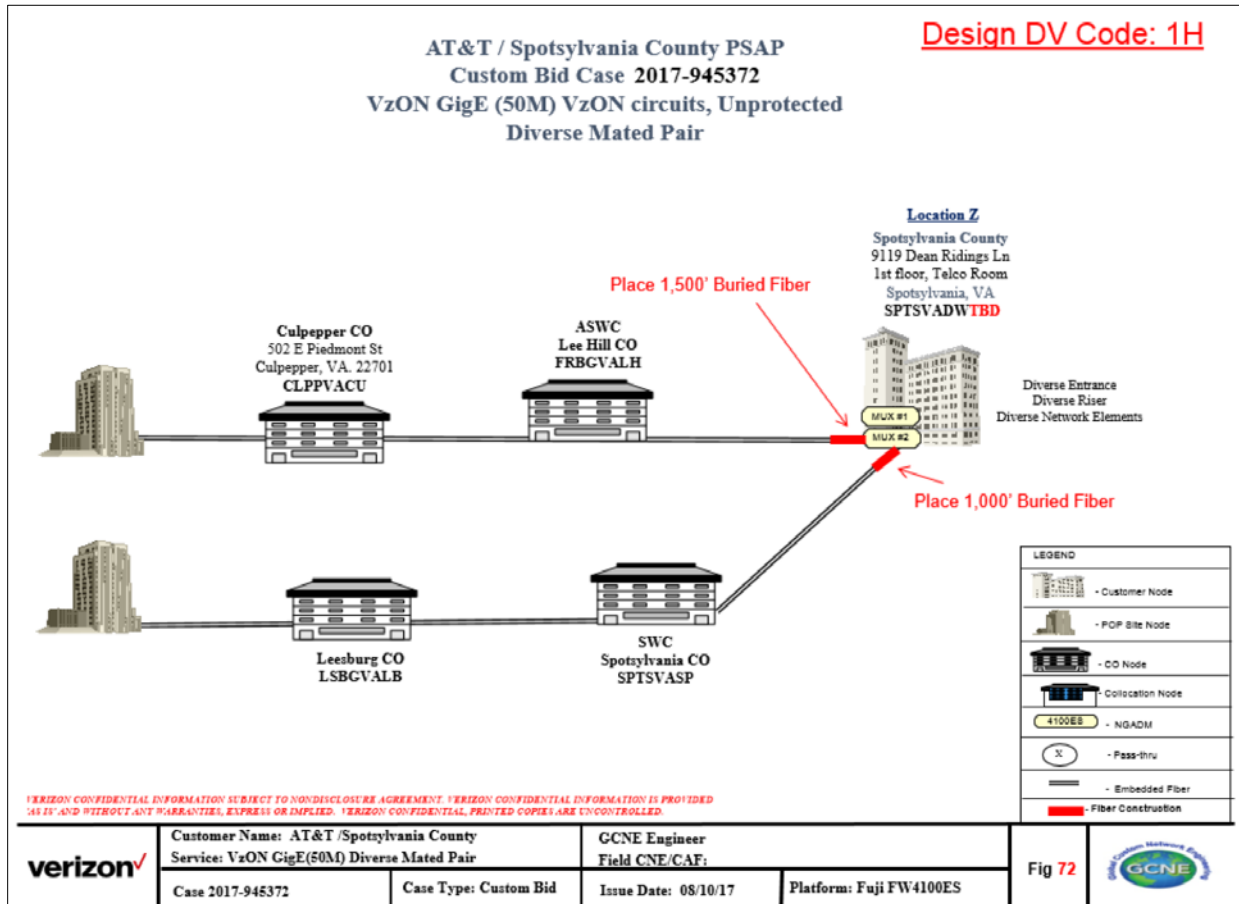 Design DV Code: 1H
AT&T / Spotsylvania County PSAP
Custom Bid Case 2017-945372
VzON GigE (50M) VzON circuits, Unprotected
Diverse Mated Pair
Location Z
Spotsylvania County
9119 Dean Ridings Ln
1st floor, Telco Room
Spotsylvania, VA
SPTSVADWTBD
Place 1,500' Buried Fiber
Culpepper CO
502 E Piedmont St
Culpepper, VA. 22701
CLPPVACU
ASWC
Lee Hill CO
FRBGVALH
MUX #1
MUX #2
Diverse Entrance
Diverse Riser
Diverse Network Elements
Place 1,000' Buried Fiber
Leesburg CO
LSBGVALB
SWC
Spotsylvania CO
SPTSVASP
LEGEND
- Customer Node
- POP Site Node
- CO Node
- Collocation Node
4100ES - NGADM
X - Pass-thru
- Embedded Fiber
- Fiber Construction
VERIZON CONFIDENTIAL INFORMATION SUBJECT TO NONDISCLOSURE AGREEMENT. VERIZON CONFIDENTIAL INFORMATION IS PROVIDED
'AS IS' AND WITHOUT ANT WARRANTIES, EXPRESS OR IMPLIED. VERIZON CONFIDENTIAL, PRINTED COPIES ARE UNCONTROLLED.
verizon
Customer Name: AT&T /Spotsylvania County
Service: VzON GigE(50M) Diverse Mated Pair
GCNE Engineer
Field CNE/CAF:
Case 2017-945372
Case Type: Custom Bid
Issue Date: 08/10/17
Platform: Fuji FW4100ES
Fig 72
Global Custom Network Engineering
GCNE